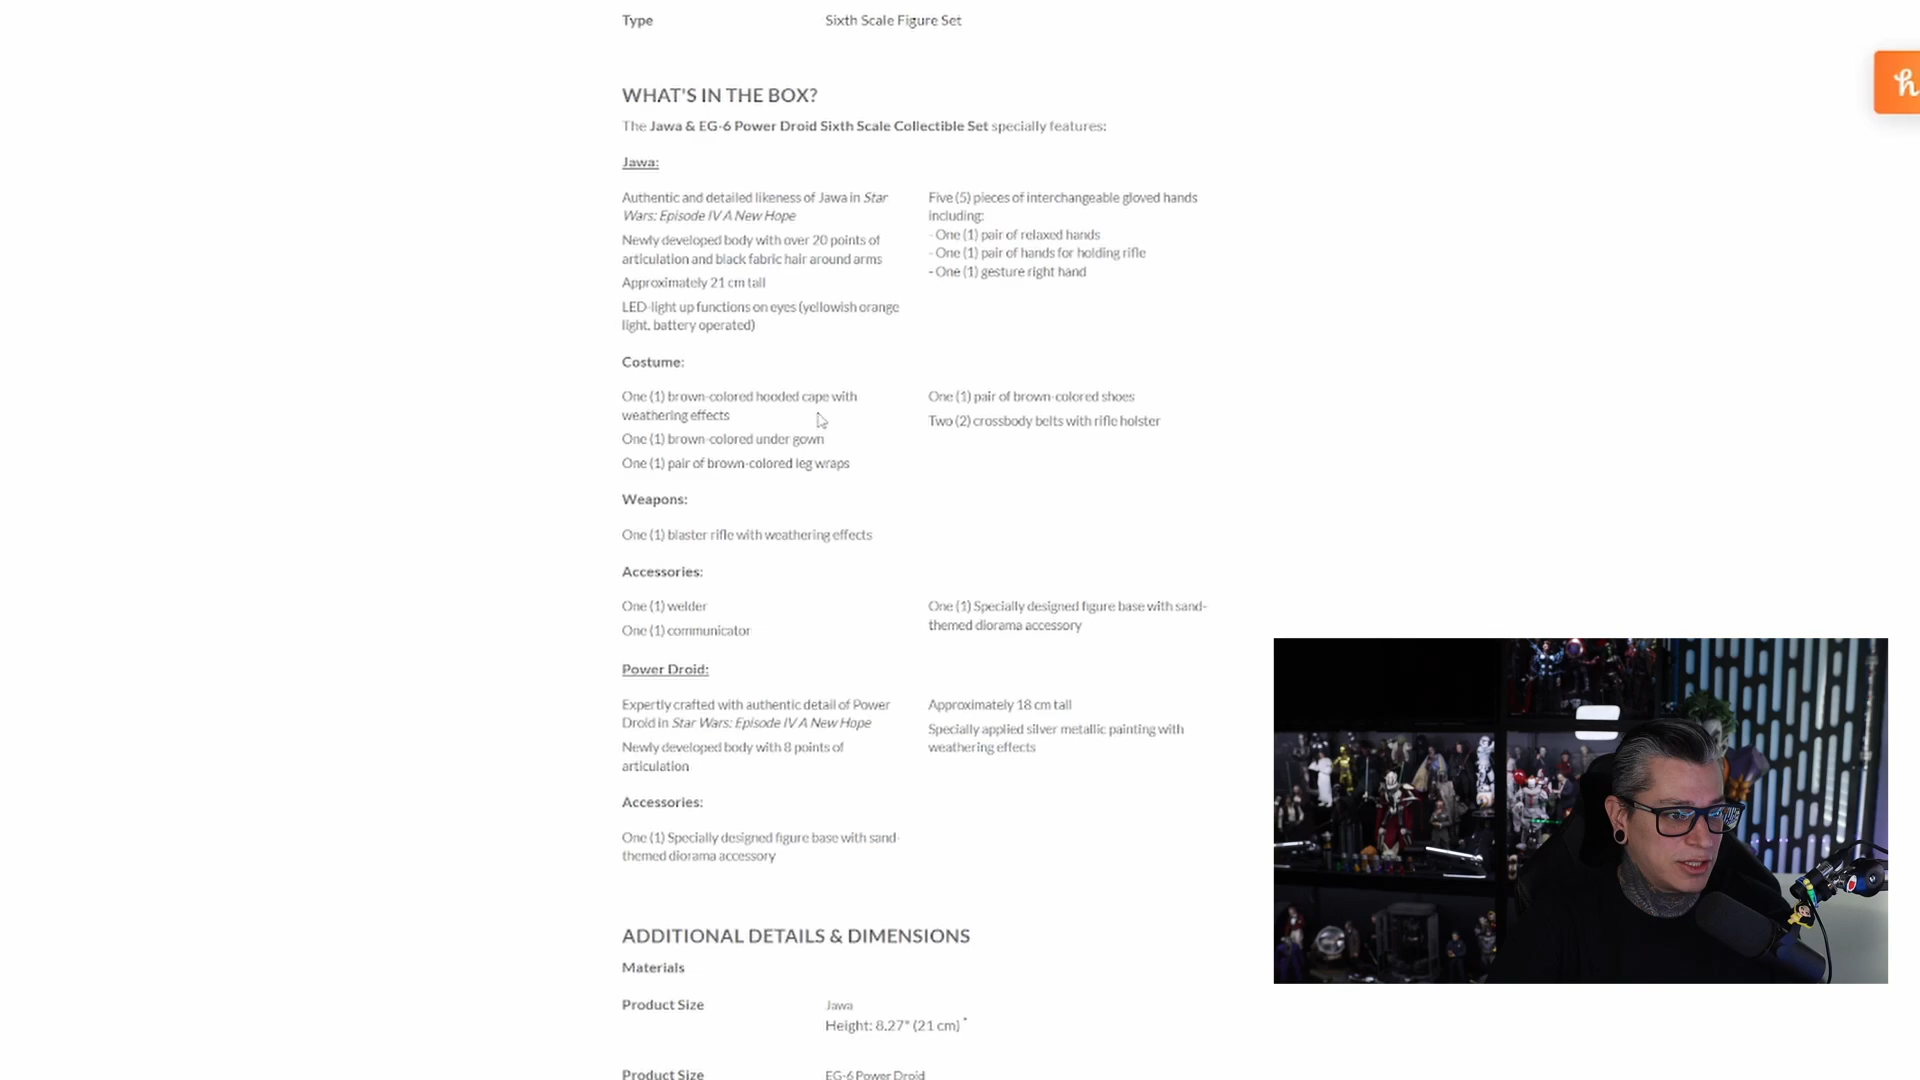 Type Sixth Scale Figure Set
WHAT'S IN THE BOX?
The Jawa & EG-6 Power Droid Sixth Scale Collectible Set specially features:
Jawa:
Authentic and detailed likeness of Jawa in Star
Wars: Episode IV A New Hope
Newly developed body with over 20 points of
articulation and black fabric hair around arms
Approximately 21 cm tall
LED-light up functions on eyes (yellowish orange
light, battery operated)
Five (5) pieces of interchangeable gloved hands
including:
- One (1) pair of relaxed hands
- One (1) pair of hands for holding rifle
- One (1) gesture right hand
Costume:
One (1) brown-colored hooded cape with
weathering effects
One (1) brown-colored under gown
One (1) pair of brown-colored leg wraps
One (1) pair of brown-colored shoes
Two (2) crossbody belts with rifle holster
Weapons:
One (1) blaster rifle with weathering effects
Accessories:
One (1) welder
One (1) communicator
One (1) Specially designed figure base with sand-
themed diorama accessory
Power Droid:
Expertly crafted with authentic detail of Power
Droid in Star Wars: Episode IV A New Hope
Newly developed body with 8 points of
articulation
Approximately 18 cm tall
Specially applied silver metallic painting with
weathering effects
Accessories:
One (1) Specially designed figure base with sand-
themed diorama accessory
ADDITIONAL DETAILS & DIMENSIONS
Materials
Product Size Jawa
Height: 8.27" (21 cm) *
Product Size EG-6 Power Droid
h